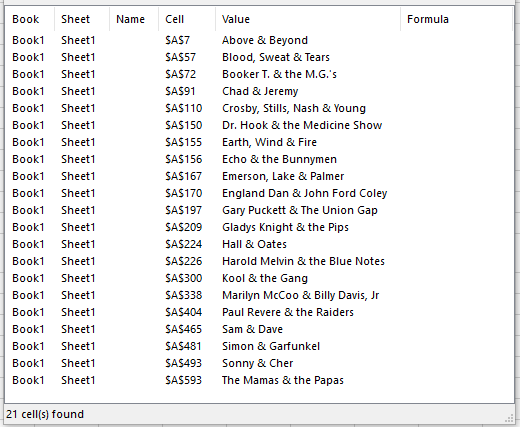 Book Sheet Name Cell Value Formula
Book1 Sheet1 $A$7 Above & Beyond
Book1 Sheet1 $A$57 Blood, Sweat & Tears
Book1 Sheet1 $A$72 Booker T. & the M.G.'s
Book1 Sheet1 $A$91 Chad & Jeremy
Book1 Sheet1 $A$110 Crosby, Stills, Nash & Young
Book1 Sheet1 $A$150 Dr. Hook & the Medicine Show
Book1 Sheet1 $A$155 Earth, Wind & Fire
Book1 Sheet1 $A$156 Echo & the Bunnymen
Book1 Sheet1 $A$167 Emerson, Lake & Palmer
Book1 Sheet1 $A$170 England Dan & John Ford Coley
Book1 Sheet1 $A$197 Gary Puckett & The Union Gap
Book1 Sheet1 $A$209 Gladys Knight & the Pips
Book1 Sheet1 $A$224 Hall & Oates
Book1 Sheet1 $A$226 Harold Melvin & the Blue Notes
Book1 Sheet1 $A$300 Kool & the Gang
Book1 Sheet1 $A$338 Marilyn McCoo & Billy Davis, Jr
Book1 Sheet1 $A$404 Paul Revere & the Raiders
Book1 Sheet1 $A$465 Sam & Dave
Book1 Sheet1 $A$481 Simon & Garfunkel
Book1 Sheet1 $A$493 Sonny & Cher
Book1 Sheet1 $A$593 The Mamas & the Papas
21 cell(s) found